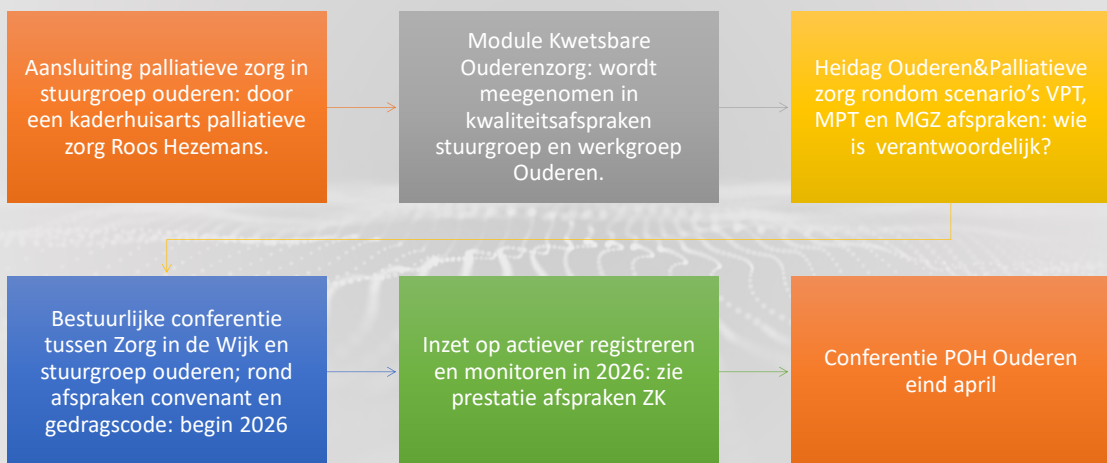 Aansluiting palliatieve zorg in
stuurgroep ouderen: door
een kaderhuisarts palliatieve
zorg Roos Hezemans.
Module Kwetsbare
Ouderenzorg: wordt
meegenomen in
kwaliteitsafspraken
stuurgroep en werkgroep
Ouderen.
Heidag Ouderen&Palliatieve
zorg rondom scenario's VPT,
MPT en MGZ afspraken: wie
is  verantwoordelijk?
Bestuurlijke conferentie
tussen Zorg in de Wijk en
stuurgroep ouderen; rond
afspraken convenant en
gedragscode: begin 2026
Inzet op actiever registreren
en monitoren in 2026: zie
prestatie afspraken ZK
Conferentie POH Ouderen
eind april